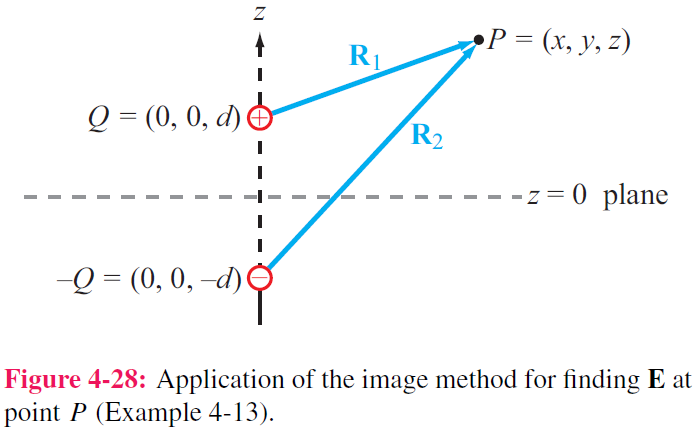 z
P = (x, y, z)
R1
Q = (0, 0, d)
+
R2
z = 0 plane
–Q = (0, 0, –d)
–
Figure 4-28: Application of the image method for finding E at
point P (Example 4-13).